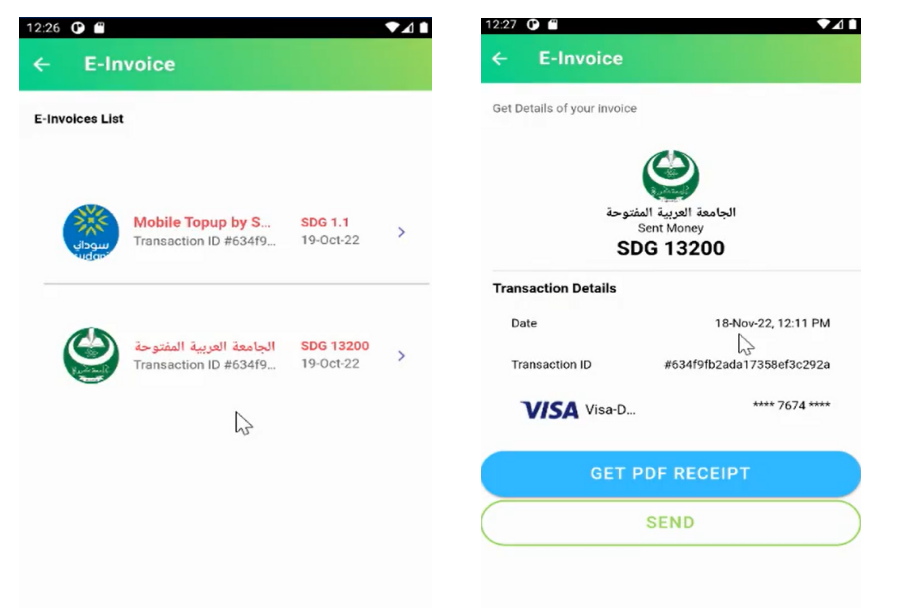 12:26
E-Invoice
E-Invoices List
سوداني
Mobile Topup by S...
Transaction ID #634f9...
SDG 1.1
19-Oct-22
الجامعة العربية المفتوحة
Transaction ID #634f9...
SDG 13200
19-Oct-22
12:27
E-Invoice
Get Details of your invoice
الجامعة العربية المفتوحة
Sent Money
SDG 13200
Transaction Details
Date 18-Nov-22, 12:11 PM
Transaction ID #634f9fb2ada17358ef3c292a
VISA Visa-D... **** 7674 ****
GET PDF RECEIPT
SEND